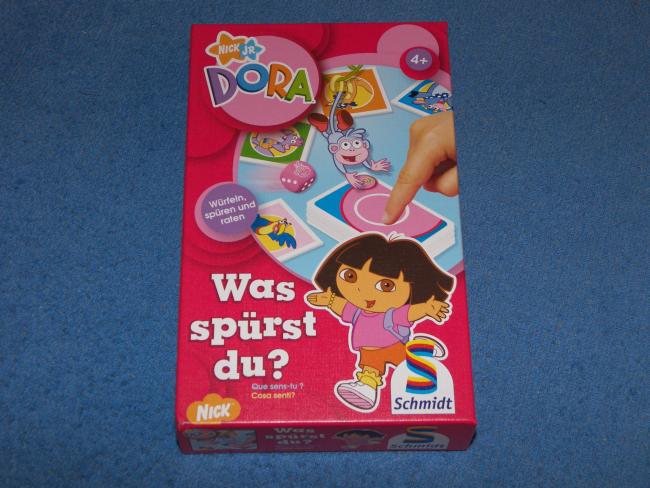 NICK JR.
DORA
4+
Würfeln,
spüren und
raten
Was
spürst
du?
Que sens-tu ?
Cosa senti?
Schmidt
NICK
Was
spürst
du?
Schmidt